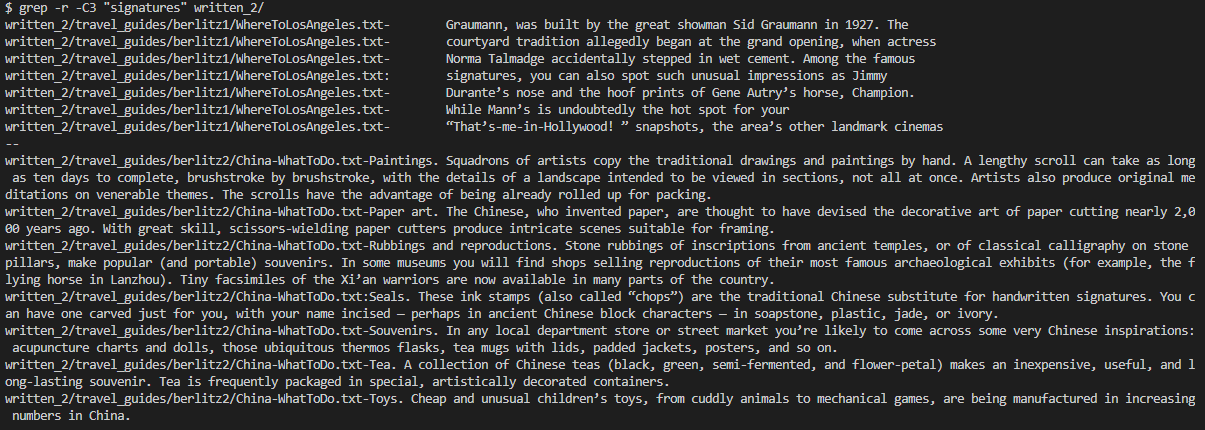 $ grep -r -C3 "signatures" written_2/
written_2/travel_guides/berlitz1/WhereToLosAngeles.txt-        Graumann, was built by the great showman Sid Graumann in 1927. The
written_2/travel_guides/berlitz1/WhereToLosAngeles.txt-        courtyard tradition allegedly began at the grand opening, when actress
written_2/travel_guides/berlitz1/WhereToLosAngeles.txt-        Norma Talmadge accidentally stepped in wet cement. Among the famous
written_2/travel_guides/berlitz1/WhereToLosAngeles.txt:        signatures, you can also spot such unusual impressions as Jimmy
written_2/travel_guides/berlitz1/WhereToLosAngeles.txt-        Durante’s nose and the hoof prints of Gene Autry’s horse, Champion.
written_2/travel_guides/berlitz1/WhereToLosAngeles.txt-        While Mann’s is undoubtedly the hot spot for your
written_2/travel_guides/berlitz1/WhereToLosAngeles.txt-        “That’s-me-in-Hollywood! ” snapshots, the area’s other landmark cinemas
--
written_2/travel_guides/berlitz2/China-WhatToDo.txt-Paintings. Squadrons of artists copy the traditional drawings and paintings by hand. A lengthy scroll can take as long
 as ten days to complete, brushstroke by brushstroke, with the details of a landscape intended to be viewed in sections, not all at once. Artists also produce original me
ditations on venerable themes. The scrolls have the advantage of being already rolled up for packing.
written_2/travel_guides/berlitz2/China-WhatToDo.txt-Paper art. The Chinese, who invented paper, are thought to have devised the decorative art of paper cutting nearly 2,0
00 years ago. With great skill, scissors-wielding paper cutters produce intricate scenes suitable for framing.
written_2/travel_guides/berlitz2/China-WhatToDo.txt-Rubbings and reproductions. Stone rubbings of inscriptions from ancient temples, or of classical calligraphy on stone
pillars, make popular (and portable) souvenirs. In some museums you will find shops selling reproductions of their most famous archaeological exhibits (for example, the f
lying horse in Lanzhou). Tiny facsimiles of the Xi’an warriors are now available in many parts of the country.
written_2/travel_guides/berlitz2/China-WhatToDo.txt:Seals. These ink stamps (also called “chops”) are the traditional Chinese substitute for handwritten signatures. You c
an have one carved just for you, with your name incised — perhaps in ancient Chinese block characters — in soapstone, plastic, jade, or ivory.
written_2/travel_guides/berlitz2/China-WhatToDo.txt-Souvenirs. In any local department store or street market you’re likely to come across some very Chinese inspirations:
 acupuncture charts and dolls, those ubiquitous thermos flasks, tea mugs with lids, padded jackets, posters, and so on.
written_2/travel_guides/berlitz2/China-WhatToDo.txt-Tea. A collection of Chinese teas (black, green, semi-fermented, and flower-petal) makes an inexpensive, useful, and l
ong-lasting souvenir. Tea is frequently packaged in special, artistically decorated containers.
written_2/travel_guides/berlitz2/China-WhatToDo.txt-Toys. Cheap and unusual children’s toys, from cuddly animals to mechanical games, are being manufactured in increasing
 numbers in China.